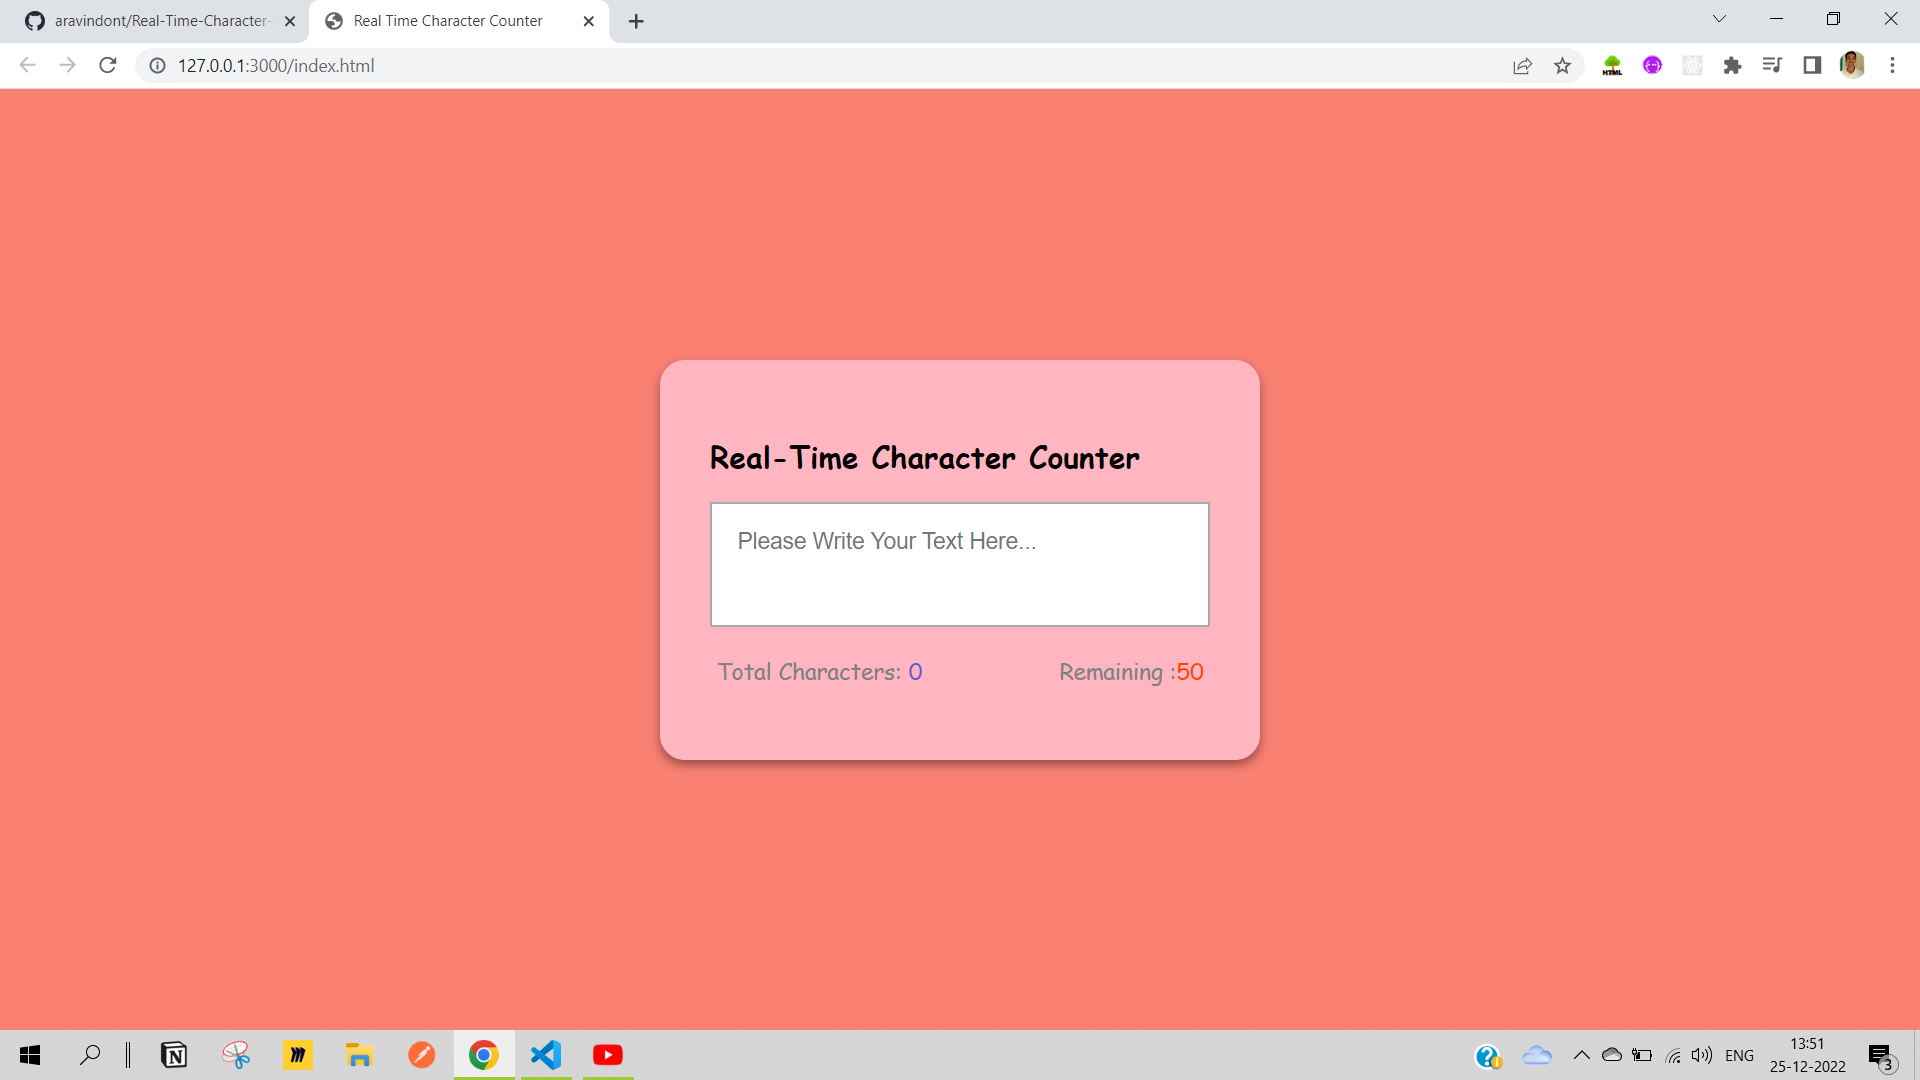 aravindont/Real-Time-Character-
Real Time Character Counter
127.0.0.1:3000/index.html
HTML
Real-Time Character Counter
Please Write Your Text Here...
Total Characters: 0
Remaining :50
ENG
13:51
25-12-2022
3